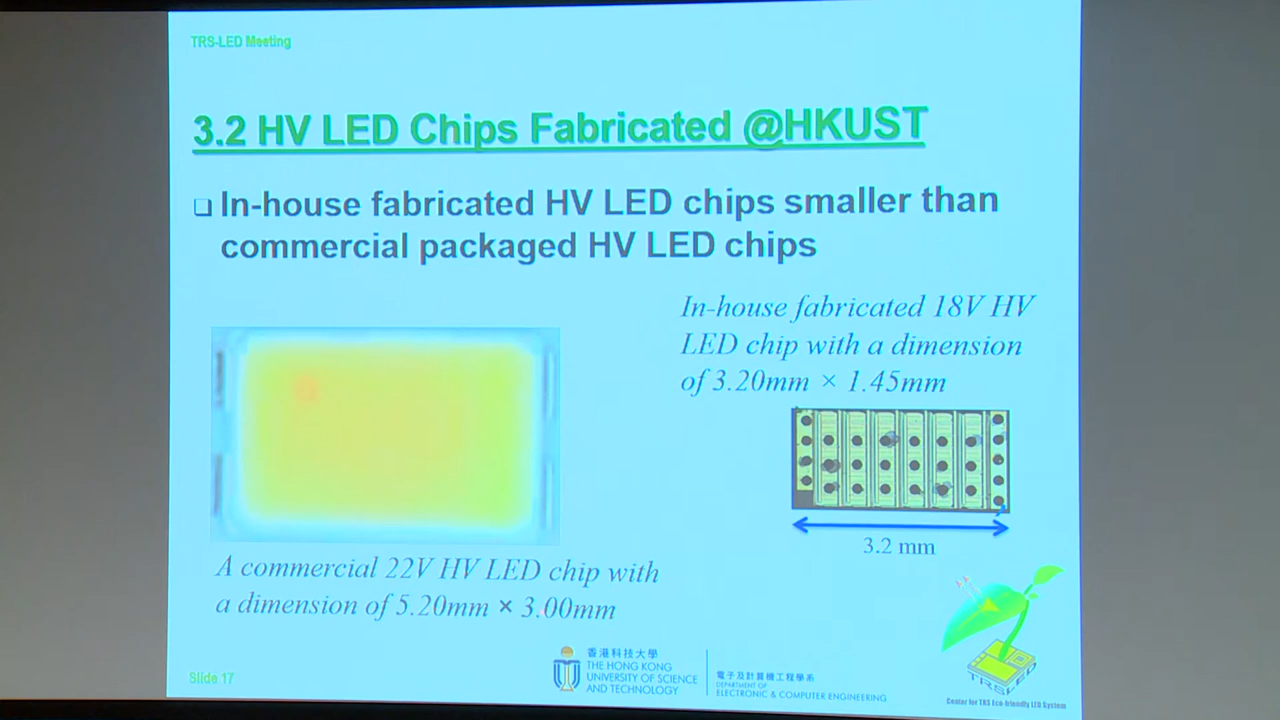 TRS-LED Meeting
3.2 HV LED Chips Fabricated @HKUST
❑ In-house fabricated HV LED chips smaller than
commercial packaged HV LED chips
In-house fabricated 18V HV
LED chip with a dimension
of 3.20mm × 1.45mm
3.2 mm
A commercial 22V HV LED chip with
a dimension of 5.20mm × 3.00mm
香港科技大學
THE HONG KONG
UNIVERSITY OF SCIENCE
AND TECHNOLOGY
電子及計算機工程學系
DEPARTMENT OF
ELECTRONIC & COMPUTER ENGINEERING
TRS-LED
Center for TRS Eco-friendly LED System
Slide 17